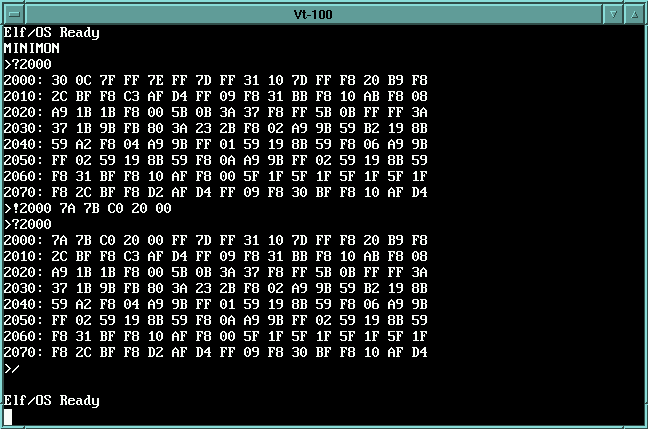 Vt-100
Elf/OS Ready
MINIMON
>?2000
2000: 30 0C 7F FF 7E FF 7D FF 31 10 7D FF F8 20 B9 F8
2010: 2C BF F8 C3 AF D4 FF 09 F8 31 BB F8 10 AB F8 08
2020: A9 1B 1B F8 00 5B 0B 3A 37 F8 FF 5B 0B FF FF 3A
2030: 37 1B 9B FB 80 3A 23 2B F8 02 A9 9B 59 B2 19 8B
2040: 59 A2 F8 04 A9 9B FF 01 59 19 8B 59 F8 06 A9 9B
2050: FF 02 59 19 8B 59 F8 0A A9 9B FF 02 59 19 8B 59
2060: F8 31 BF F8 10 AF F8 00 5F 1F 5F 1F 5F 1F 5F 1F
2070: F8 2C BF F8 D2 AF D4 FF 09 F8 30 BF F8 10 AF D4
>!2000 7A 7B C0 20 00
>?2000
2000: 7A 7B C0 20 00 FF 7D FF 31 10 7D FF F8 20 B9 F8
2010: 2C BF F8 C3 AF D4 FF 09 F8 31 BB F8 10 AB F8 08
2020: A9 1B 1B F8 00 5B 0B 3A 37 F8 FF 5B 0B FF FF 3A
2030: 37 1B 9B FB 80 3A 23 2B F8 02 A9 9B 59 B2 19 8B
2040: 59 A2 F8 04 A9 9B FF 01 59 19 8B 59 F8 06 A9 9B
2050: FF 02 59 19 8B 59 F8 0A A9 9B FF 02 59 19 8B 59
2060: F8 31 BF F8 10 AF F8 00 5F 1F 5F 1F 5F 1F 5F 1F
2070: F8 2C BF F8 D2 AF D4 FF 09 F8 30 BF F8 10 AF D4
>/
Elf/OS Ready